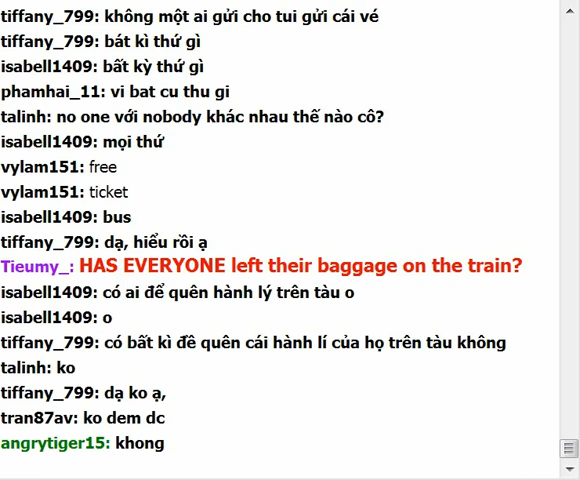 tiffany_799: không một ai gửi cho tui gửi cái vé
tiffany_799: bát kì thứ gì
isabell1409: bất kỳ thứ gì
phamhai_11: vi bat cu thu gi
talinh: no one với nobody khác nhau thế nào cô?
isabell1409: mọi thứ
vylam151: free
vylam151: ticket
isabell1409: bus
tiffany_799: dạ, hiểu rồi ạ
Tieumy_: HAS EVERYONE left their baggage on the train?
isabell1409: có ai để quên hành lý trên tàu o
isabell1409: o
tiffany_799: có bất kì đê quên cái hành lí của họ trên tàu không
talinh: ko
tiffany_799: dạ ko ạ,
tran87av: ko dem dc
angrytiger15: khong